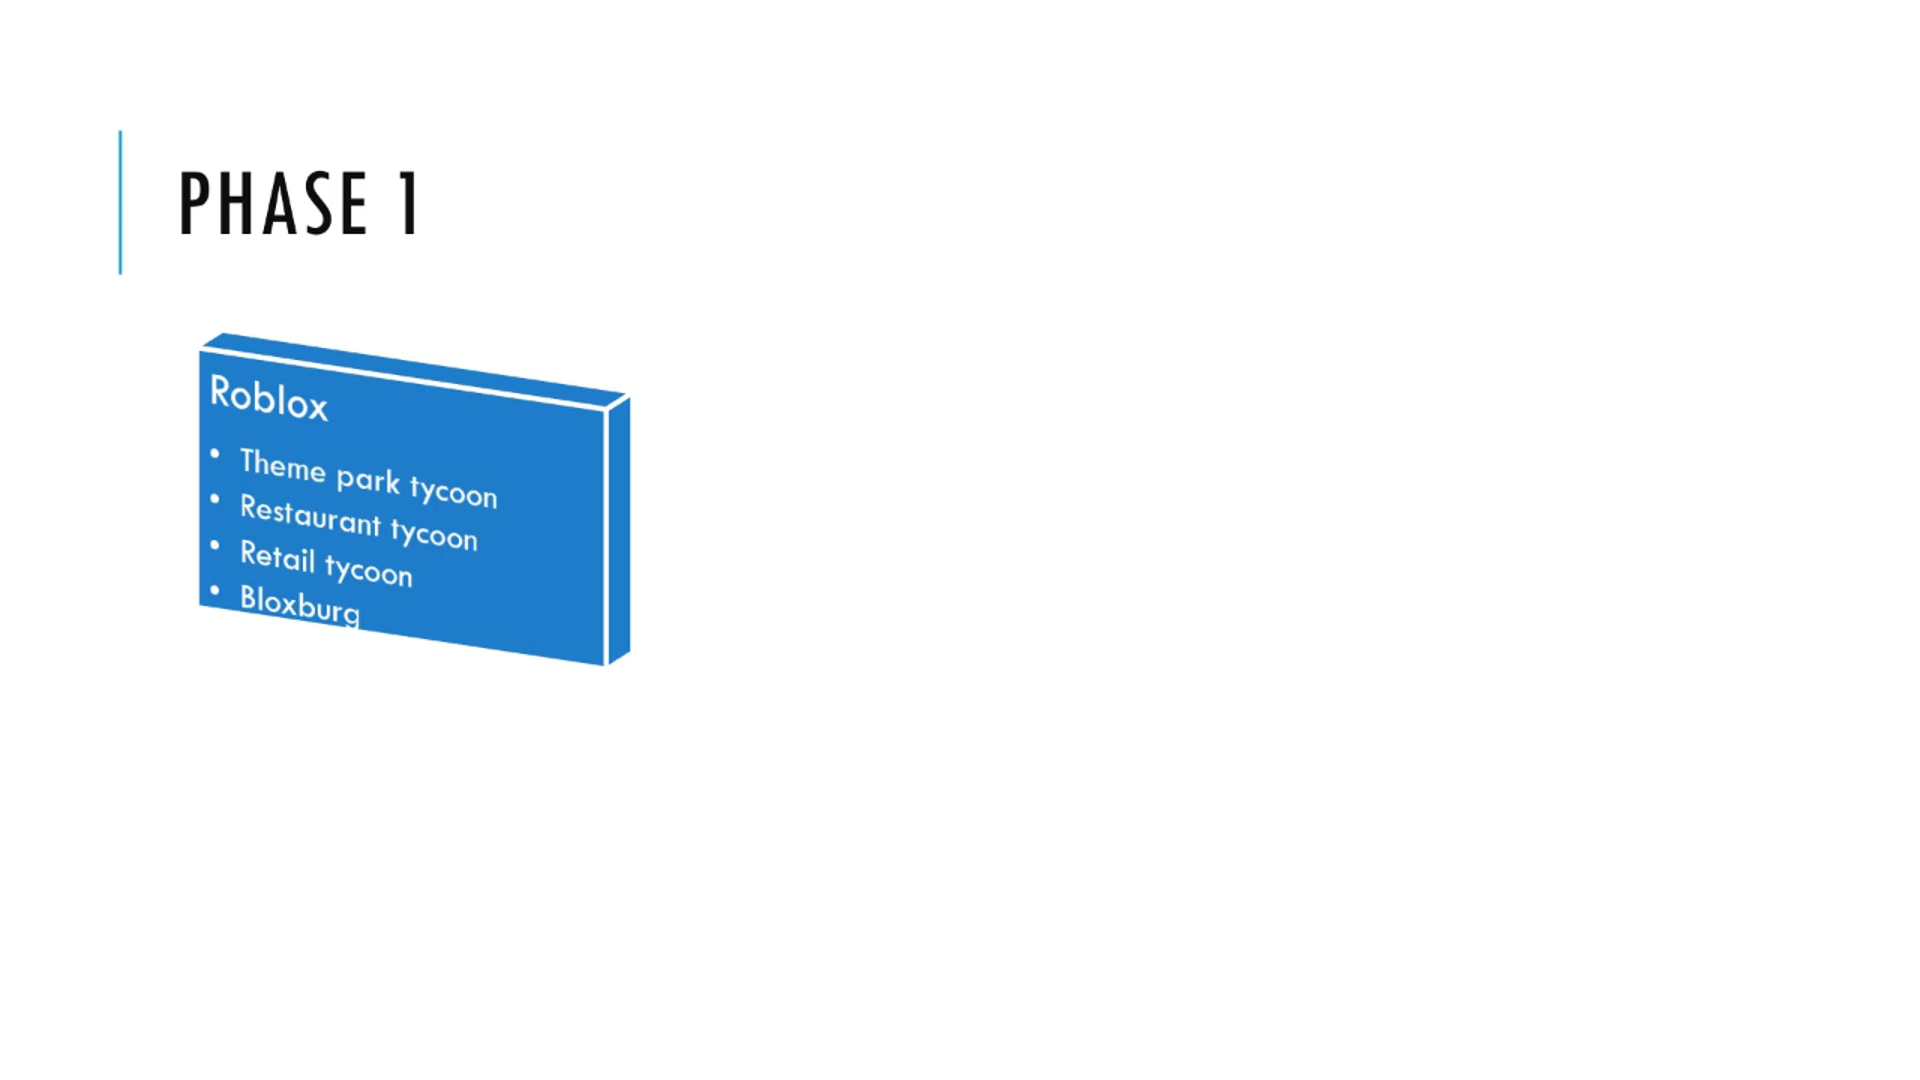 PHASE 1
Roblox
• Theme park tycoon
• Restaurant tycoon
• Retail tycoon
• Bloxburg